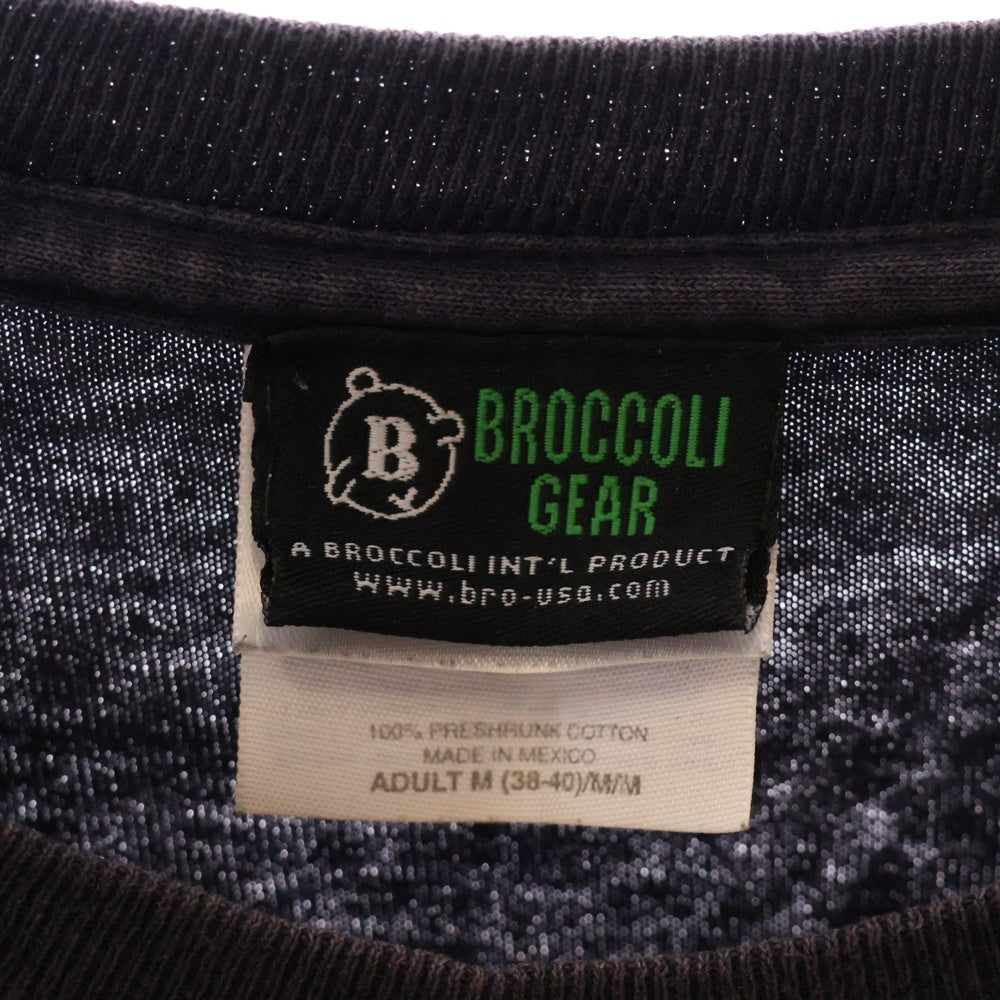 B
BROCCOLI
GEAR
A BROCCOLI INT'L PRODUCT
www.bro-usa.com
100% PRESHRUNK COTTON
MADE IN MEXICO
ADULT M (38-40)/M/M